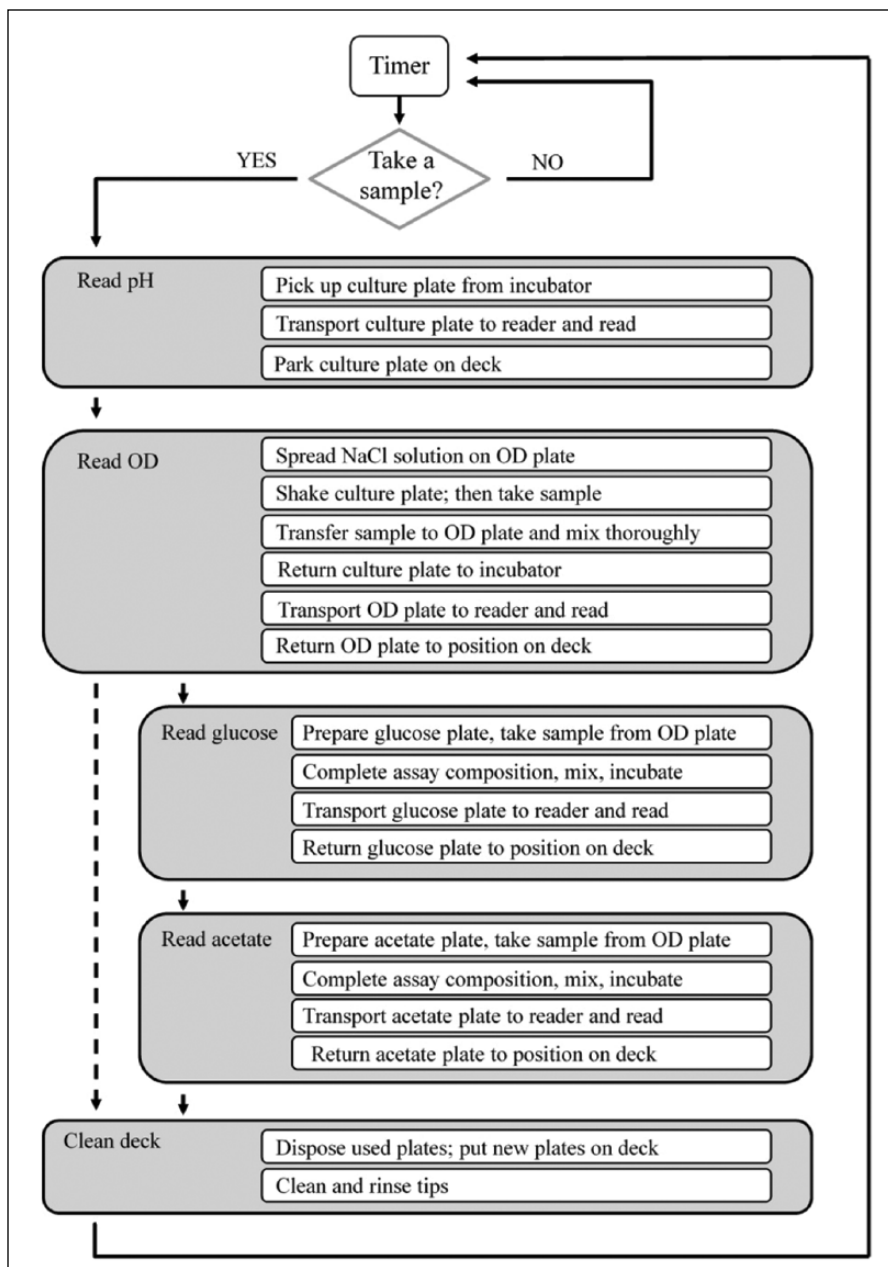 Timer
Take a
sample?
YES
NO
Read pH
Pick up culture plate from incubator
Transport culture plate to reader and read
Park culture plate on deck
Read OD
Spread NaCl solution on OD plate
Shake culture plate; then take sample
Transfer sample to OD plate and mix thoroughly
Return culture plate to incubator
Transport OD plate to reader and read
Return OD plate to position on deck
Read glucose
Prepare glucose plate, take sample from OD plate
Complete assay composition, mix, incubate
Transport glucose plate to reader and read
Return glucose plate to position on deck
Read acetate
Prepare acetate plate, take sample from OD plate
Complete assay composition, mix, incubate
Transport acetate plate to reader and read
Return acetate plate to position on deck
Clean deck
Dispose used plates; put new plates on deck
Clean and rinse tips